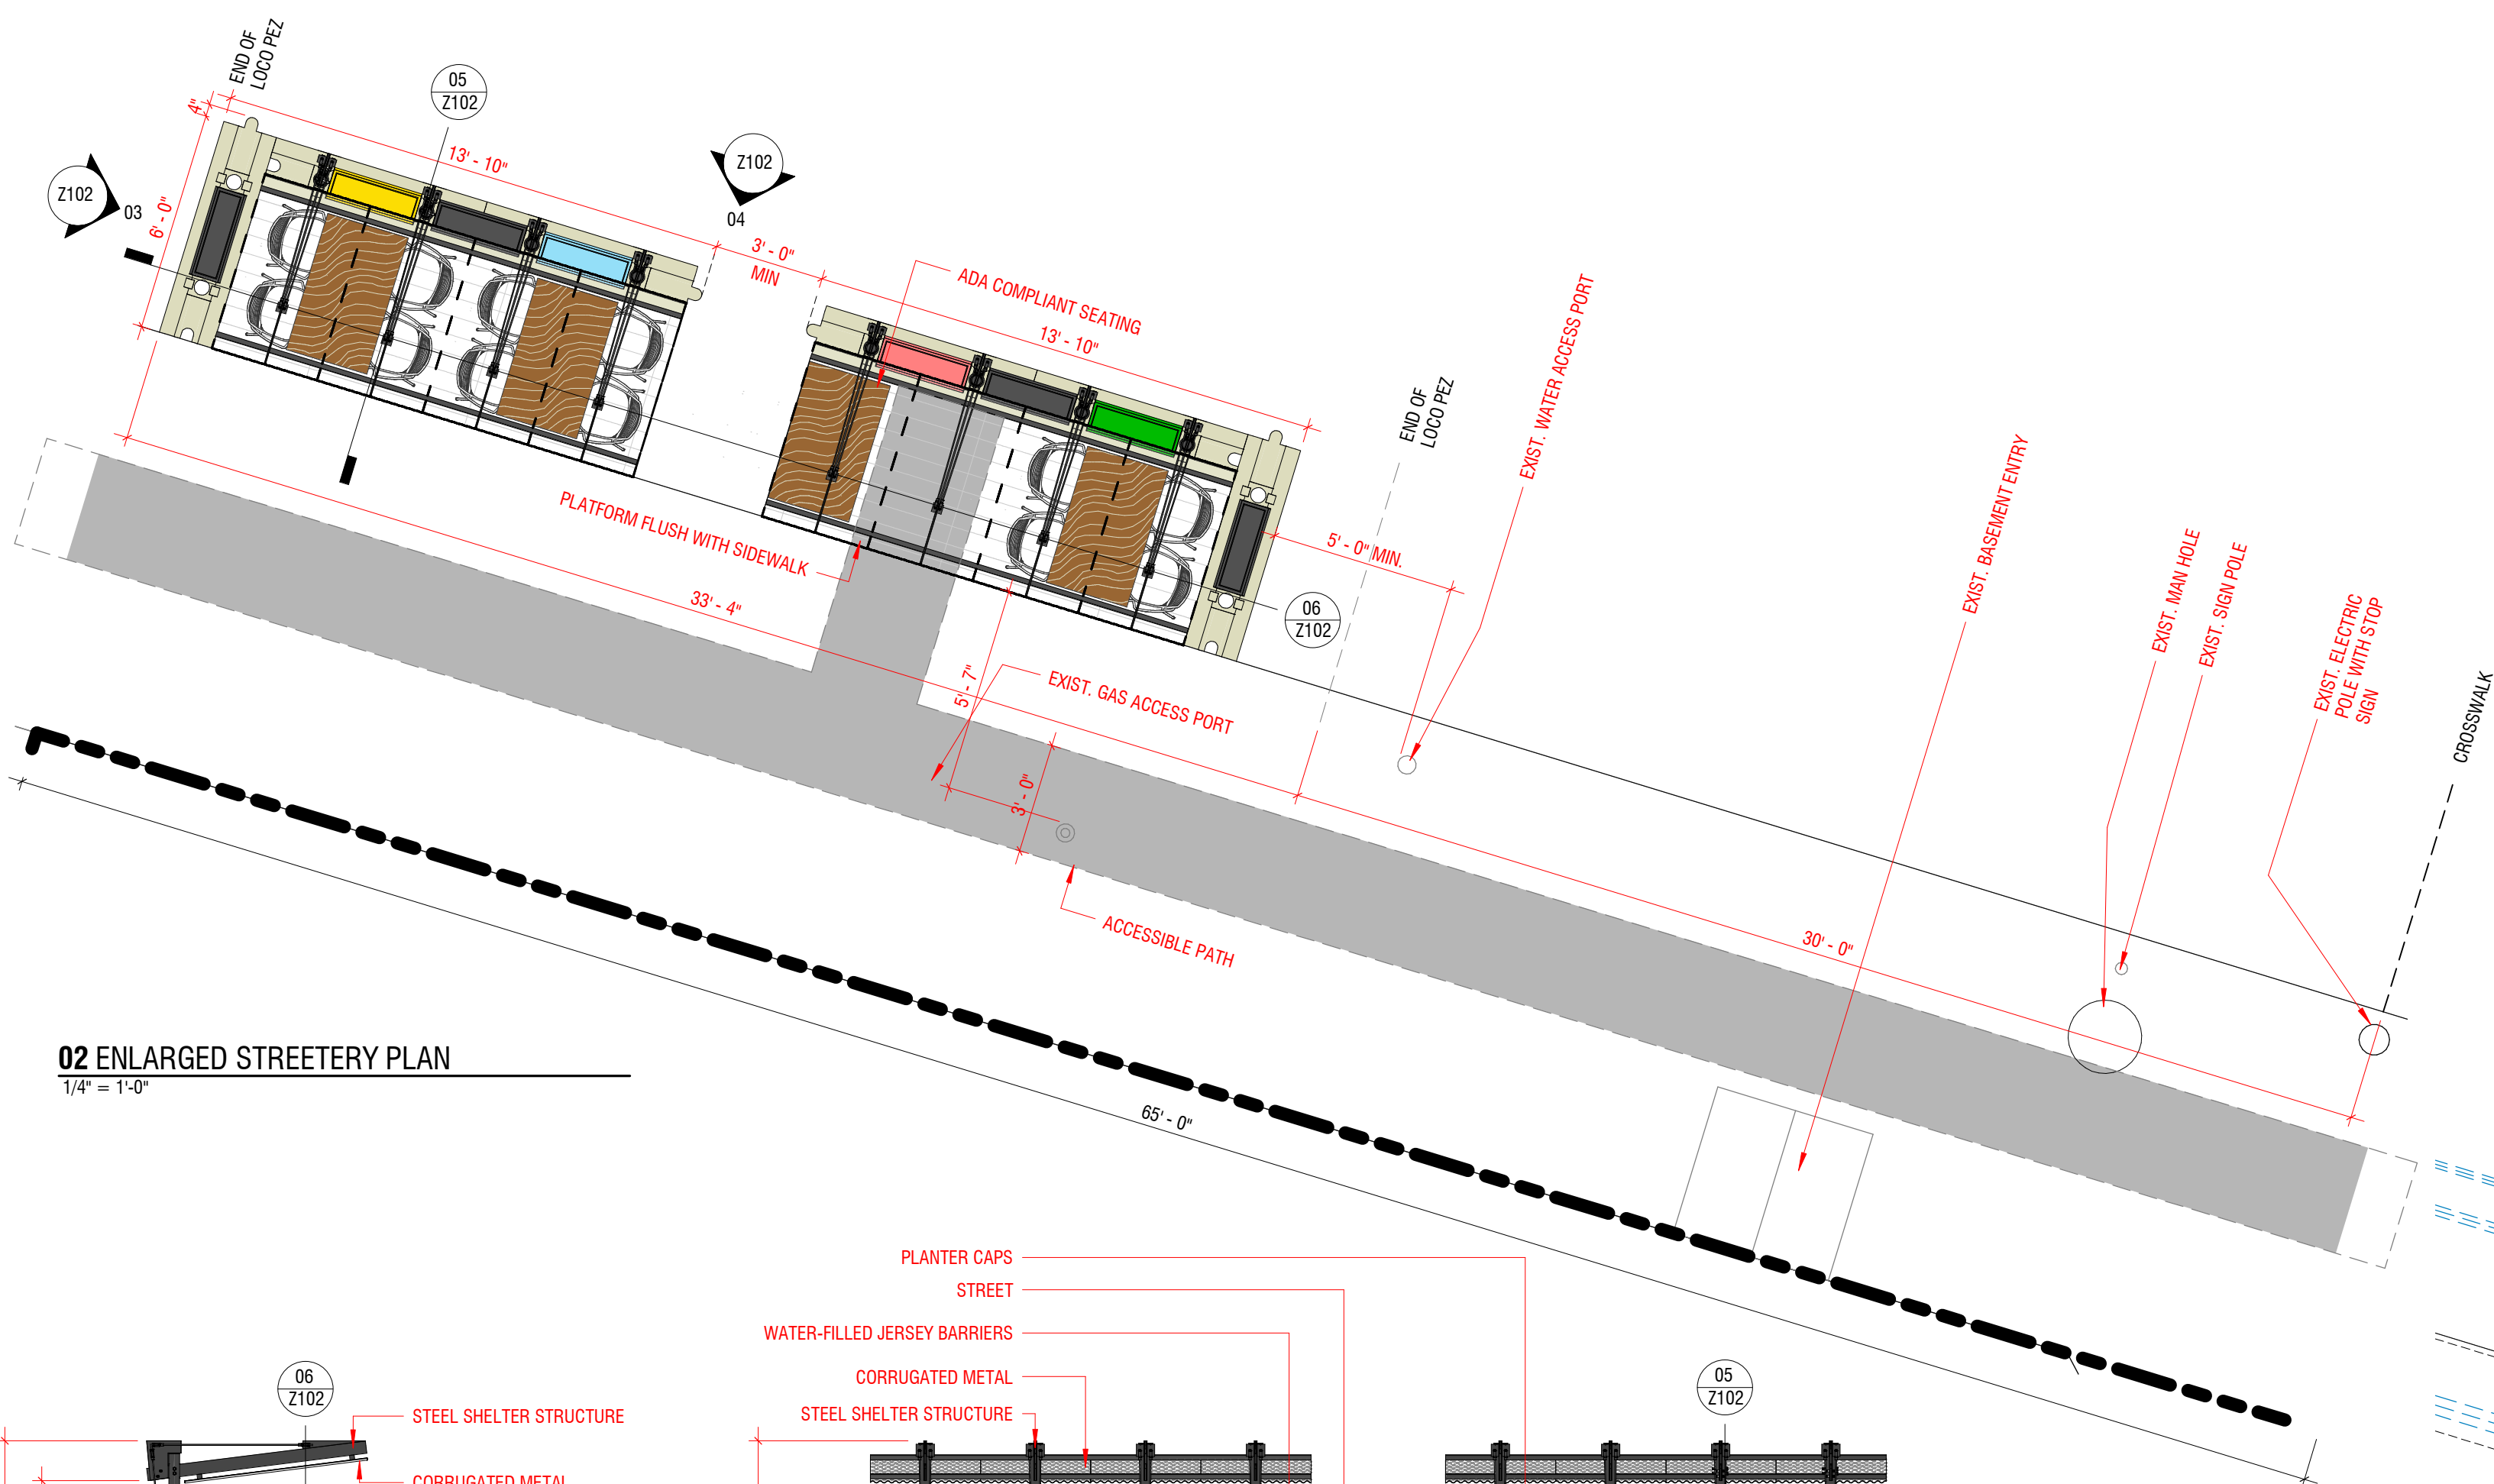 END OF
LOCO PEZ
05
Z102
4"
13' - 10"
Z102
04
Z102
03
6' - 0"
3' - 0"
MIN
ADA COMPLIANT SEATING
13' - 10"
END OF
LOCO PEZ
EXIST. WATER ACCESS PORT
EXIST. BASEMENT ENTRY
EXIST. MAN HOLE
EXIST. SIGN POLE
EXIST. ELECTRIC
POLE WITH STOP
SIGN
CROSSWALK
PLATFORM FLUSH WITH SIDEWALK
5' - 0" MIN.
33' - 4"
06
Z102
5' - 7"
EXIST. GAS ACCESS PORT
3' - 0"
ACCESSIBLE PATH
30' - 0"
02 ENLARGED STREETERY PLAN
1/4" = 1'-0"
65' - 0"
PLANTER CAPS
STREET
WATER-FILLED JERSEY BARRIERS
CORRUGATED METAL
STEEL SHELTER STRUCTURE
06
Z102
STEEL SHELTER STRUCTURE
CORRUGATED METAL
05
Z102